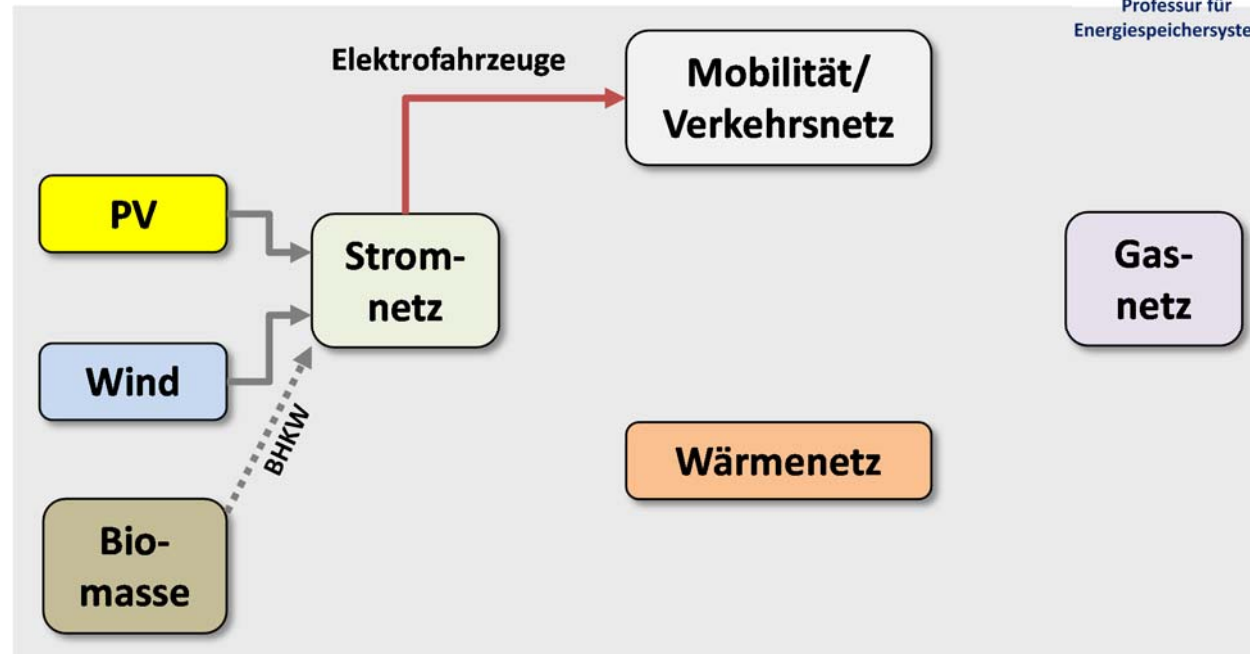 Professur für
Energiespeichersyste
Elektrofahrzeuge
Mobilität/
Verkehrsnetz
PV
Strom-
netz
Gas-
netz
Wind
BHKW
Wärmenetz
Bio-
masse